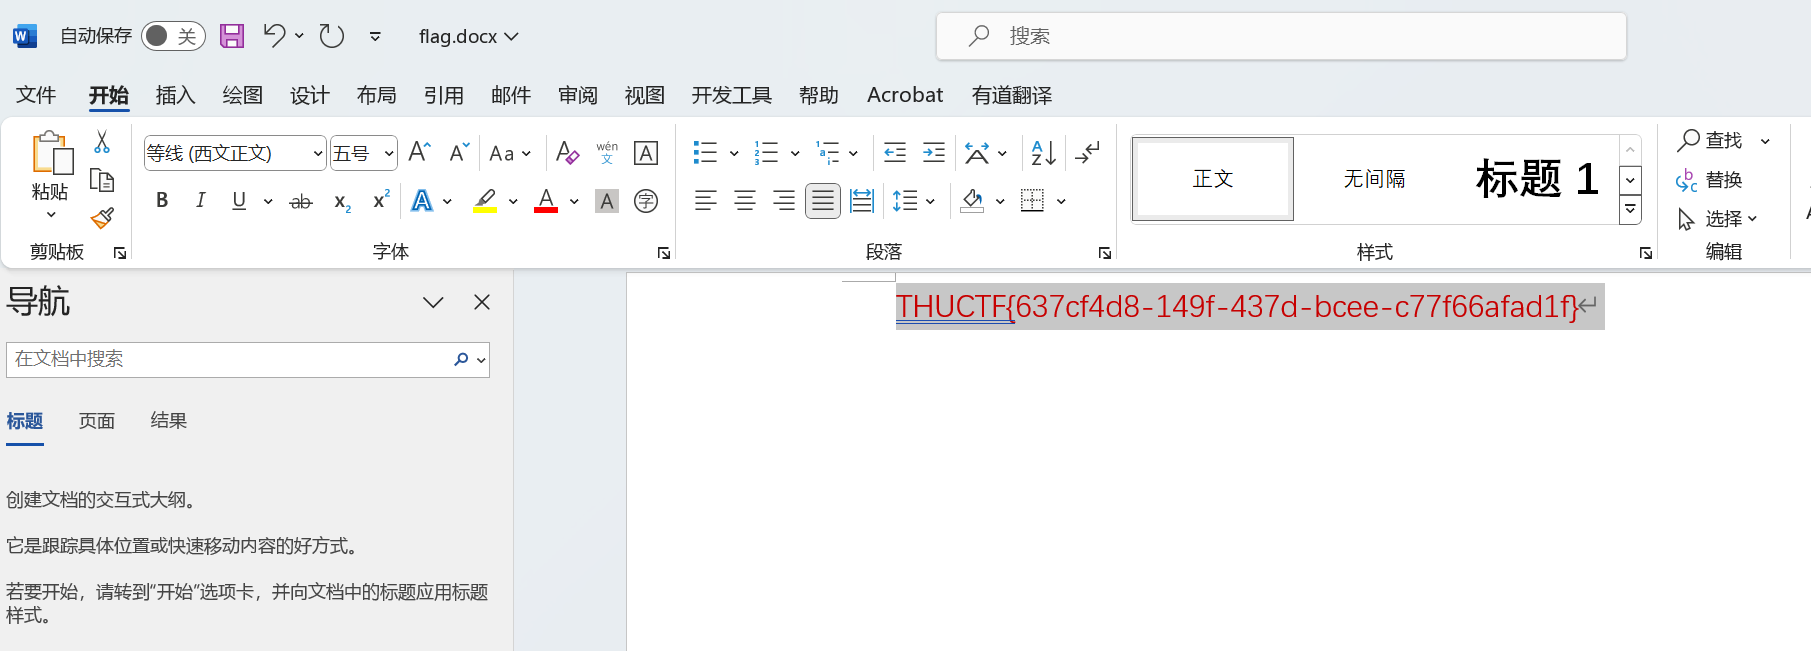 自动保存 关 flag.docx 搜索
文件 开始 插入 绘图 设计 布局 引用 邮件 审阅 视图 开发工具 帮助 Acrobat 有道翻译
粘贴
剪贴板
等线 (西文正文) 五号 A A Aa A wén 文 A
B I U ab x2 x2 A A A 字
字体
段落
正文 无间隔 标题 1
样式
查找
替换
选择
编辑
导航
在文档中搜索
标题 页面 结果
创建文档的交互式大纲。
它是跟踪具体位置或快速移动内容的好方式。
若要开始，请转到“开始”选项卡，并向文档中的标题应用标题
样式。
THUCTF{637cf4d8-149f-437d-bcee-c77f66afad1f}